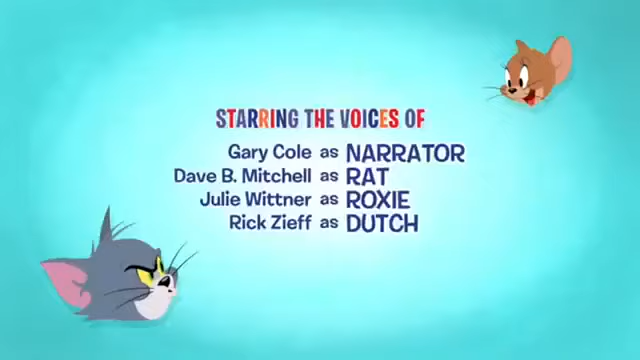 STARRING THE VOICES OF
Gary Cole as NARRATOR
Dave B. Mitchell as RAT
Julie Wittner as ROXIE
Rick Zieff as DUTCH